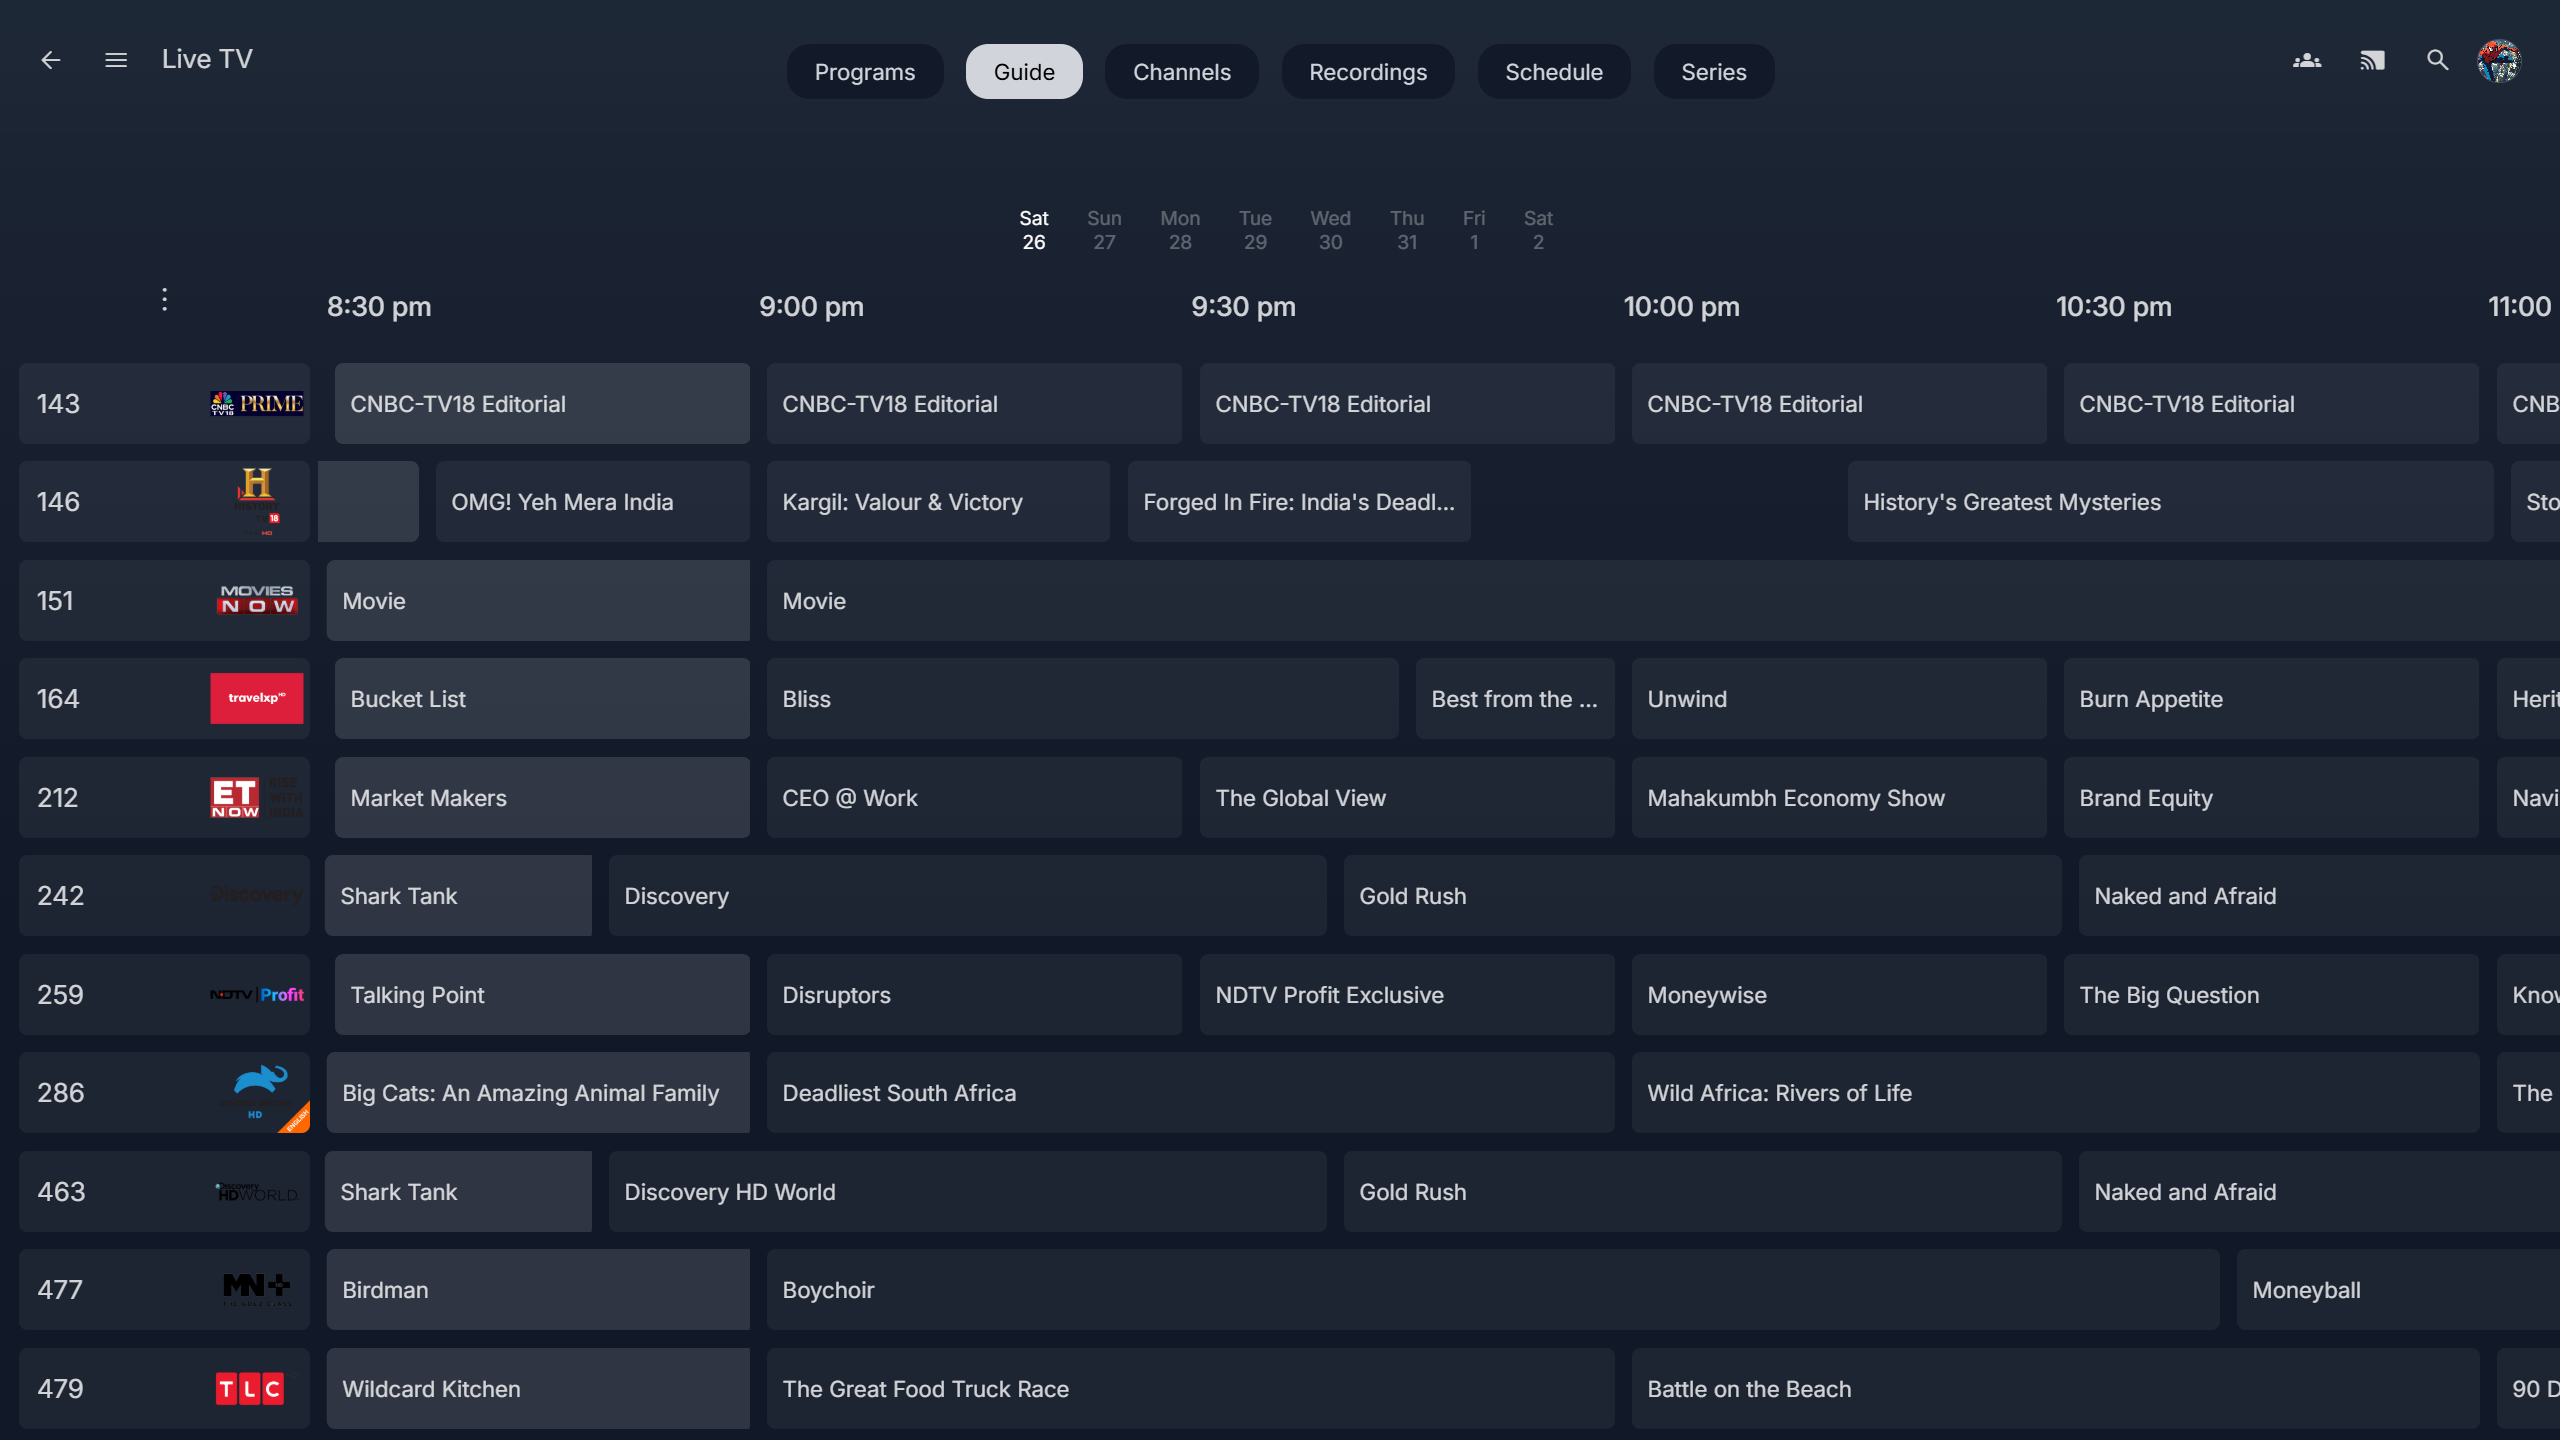 Live TV
Programs Guide Channels Recordings Schedule Series
Sat Sun Mon Tue Wed Thu Fri Sat
26 27 28 29 30 31 1 2
8:30 pm 9:00 pm 9:30 pm 10:00 pm 10:30 pm 11:00
143 CNBC TV18 PRIME CNBC-TV18 Editorial CNBC-TV18 Editorial CNBC-TV18 Editorial CNBC-TV18 Editorial CNBC-TV18 Editorial CNB
146 H HISTORY TV 18 HD OMG! Yeh Mera India Kargil: Valour & Victory Forged In Fire: India's Deadl... History's Greatest Mysteries Sto
151 MOVIES NOW Movie Movie
164 travelxp HD Bucket List Bliss Best from the ... Unwind Burn Appetite Herit
212 ET NOW RISE WITH INDIA Market Makers CEO @ Work The Global View Mahakumbh Economy Show Brand Equity Navi
242 Discovery Shark Tank Discovery Gold Rush Naked and Afraid
259 NDTV Profit Talking Point Disruptors NDTV Profit Exclusive Moneywise The Big Question Know
286 HD ENGLISH Big Cats: An Amazing Animal Family Deadliest South Africa Wild Africa: Rivers of Life The
463 Discovery HDWORLD Shark Tank Discovery HD World Gold Rush Naked and Afraid
477 MN+ Birdman Boychoir Moneyball
479 TLC Wildcard Kitchen The Great Food Truck Race Battle on the Beach 90 D